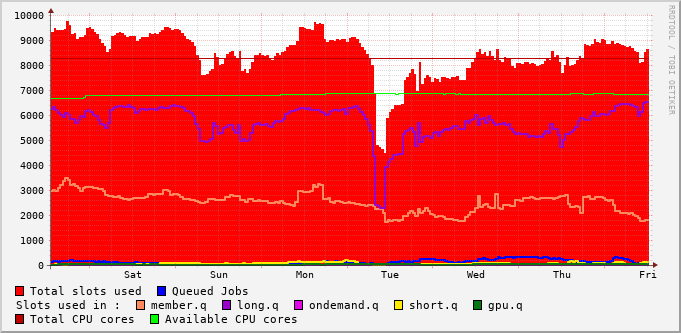 10000
9000
8000
7000
6000
5000
4000
3000
2000
1000
0
Sat Sun Mon Tue Wed Thu Fri
Total slots used Queued Jobs
Slots used in : member.q long.q ondemand.q short.q gpu.q
Total CPU cores Available CPU cores
RRDTOOL / TOBI OETIKER